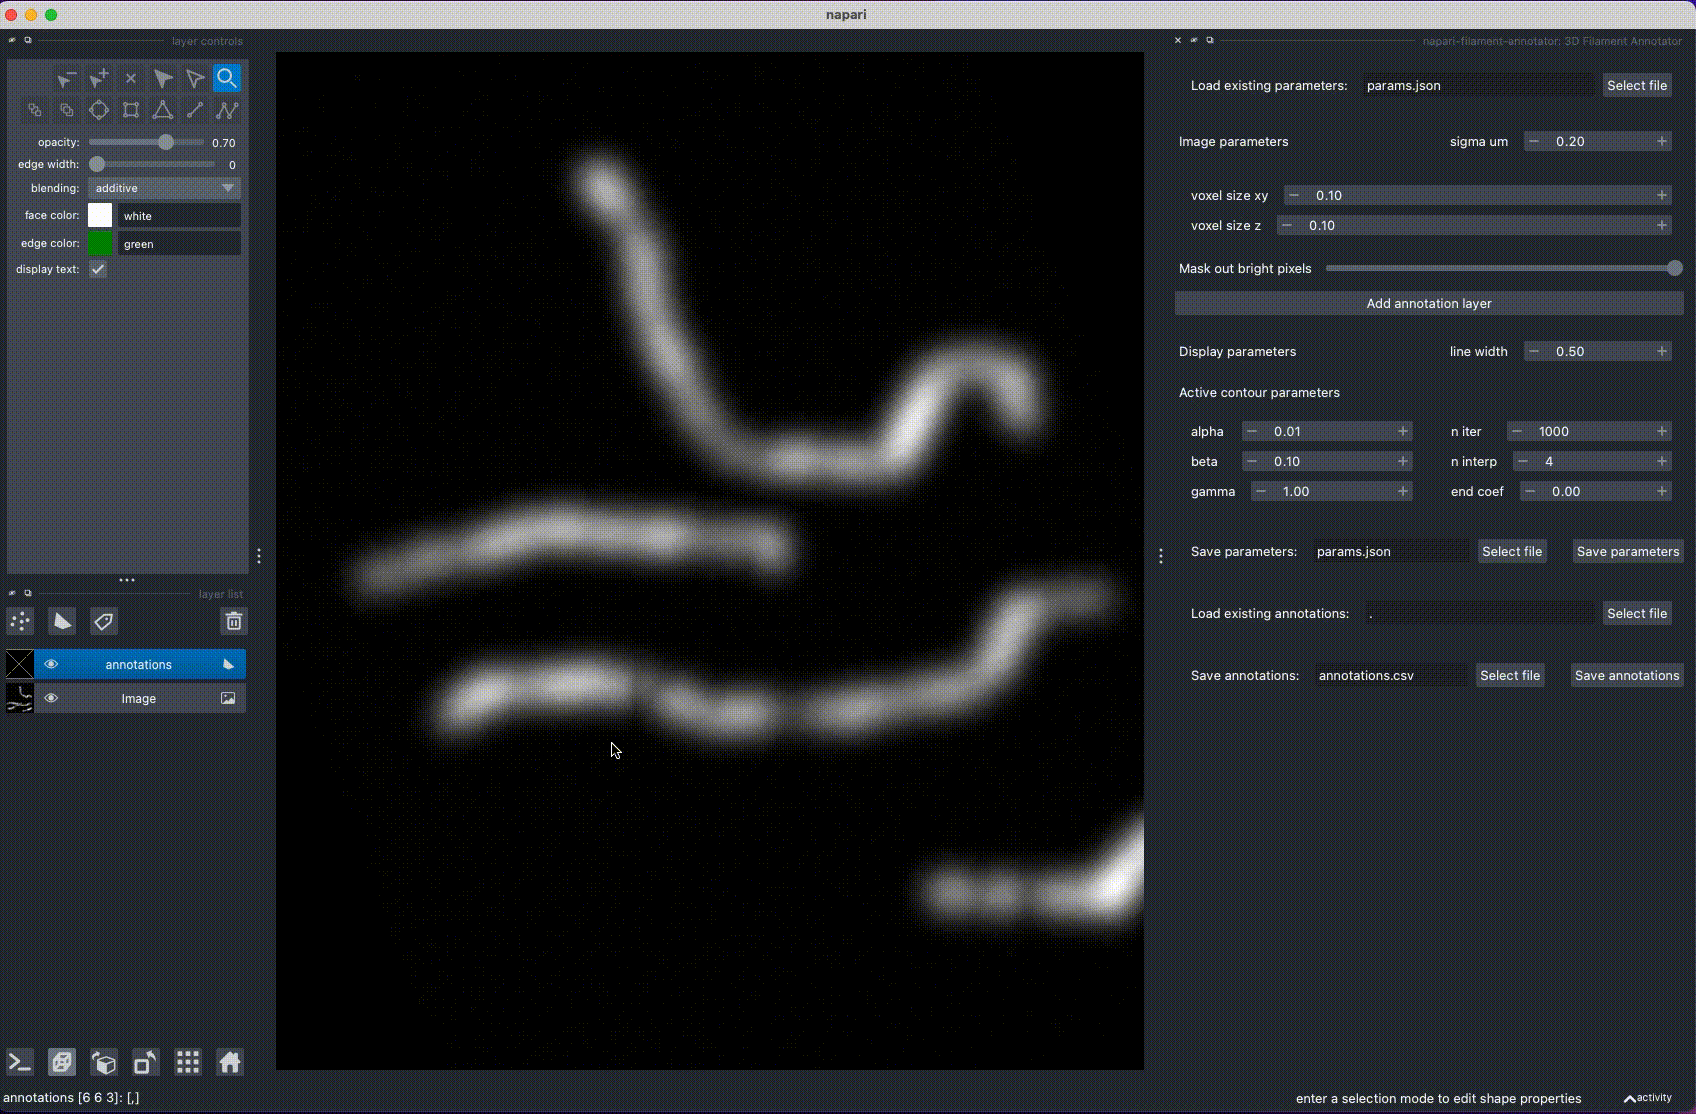 napari
layer controls
napari-filament-annotator: 3D Filament Annotator
opacity: 0.70
edge width: 0
blending: additive
face color: white
edge color: green
display text:
layer list
annotations
Image
Load existing parameters: params.json Select file
Image parameters sigma um − 0.20 +
voxel size xy − 0.10 +
voxel size z − 0.10 +
Mask out bright pixels
Add annotation layer
Display parameters line width − 0.50 +
Active contour parameters
alpha − 0.01 + n iter − 1000 +
beta − 0.10 + n interp − 4 +
gamma − 1.00 + end coef − 0.00 +
Save parameters: params.json Select file Save parameters
Load existing annotations: . Select file
Save annotations: annotations.csv Select file Save annotations
annotations [6 6 3]: [,]
enter a selection mode to edit shape properties
activity